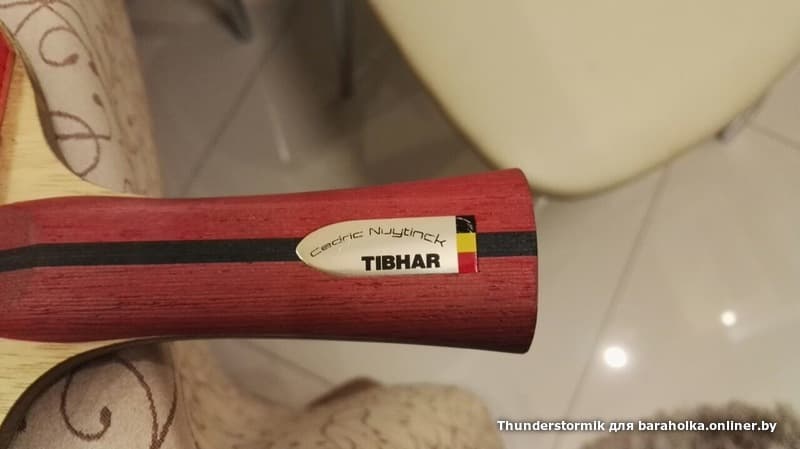 Cedric Nuytinck
TIBHAR
Thunderstormik для baraholka.onliner.by